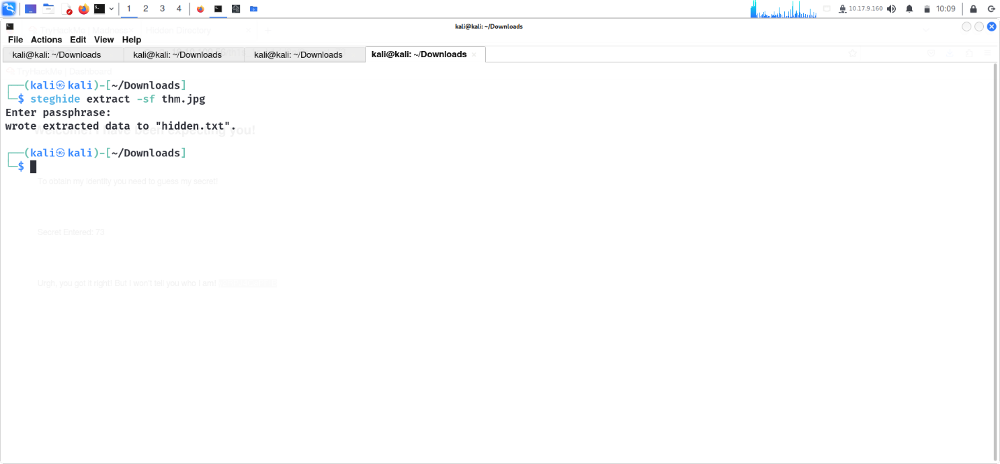 1 2 3 4 10.17.9.160 10:09
kali@kali: ~/Downloads
File Actions Edit View Help
kali@kali: ~/Downloads kali@kali: ~/Downloads kali@kali: ~/Downloads kali@kali: ~/Downloads
TryHackMe | Dashboard
(kali㉿kali)-[~/Downloads]
$ steghide extract -sf thm.jpg
Enter passphrase:
wrote extracted data to "hidden.txt".
(kali㉿kali)-[~/Downloads]
$
To obtain my identity you need to guess my secret!
Secret Entered: 73
Urgh, you got it right! But I won't tell you who I am!